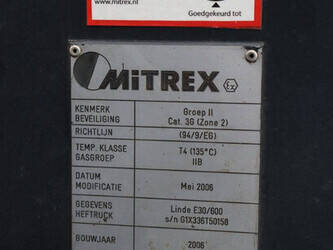 www.mitrex.nl
Goedgekeurd tot
MiTREX Ex
KENMERK Groep II
BEVEILIGING Cat. 3G (Zone 2)
RICHTLIJN (94/9/EG)
TEMP. KLASSE T4 (135°C)
GASGROEP IIB
DATUM
MODIFICATIE Mei 2006
GEGEVENS Linde E30/600
HEFTRUCK s/n G1X336T50158
BOUWJAAR 2006